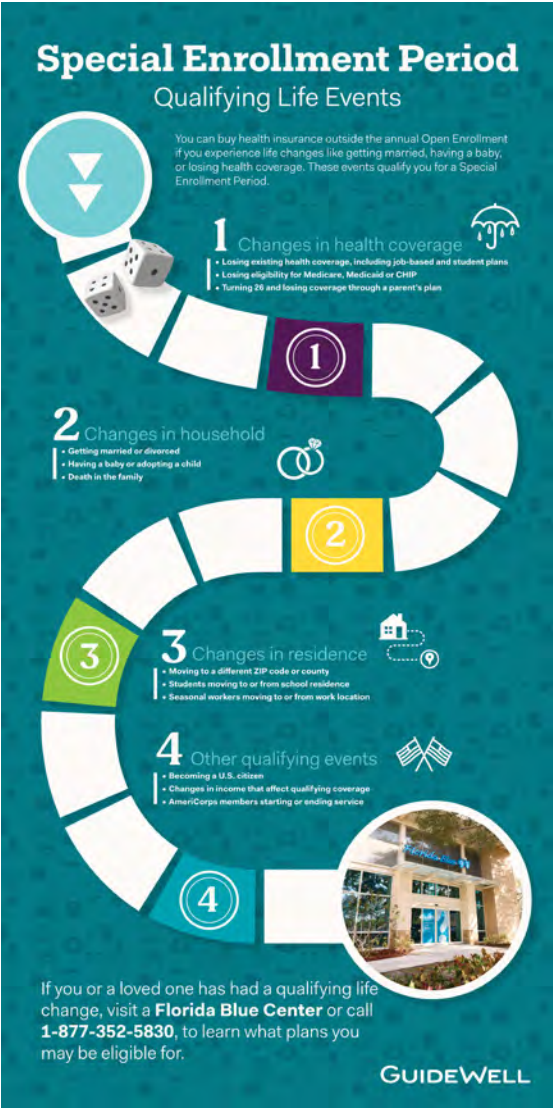 Special Enrollment Period
Qualifying Life Events
You can buy health insurance outside the annual Open Enrollment
if you experience life changes like getting married, having a baby,
or losing health coverage. These events qualify you for a Special
Enrollment Period.
1 Changes in health coverage
• Losing existing health coverage, including job-based and student plans
• Losing eligibility for Medicare, Medicaid or CHIP
• Turning 26 and losing coverage through a parent's plan
1
2 Changes in household
• Getting married or divorced
• Having a baby or adopting a child
• Death in the family
2
3
3 Changes in residence
• Moving to a different ZIP code or county
• Students moving to or from school residence
• Seasonal workers moving to or from work location
4 Other qualifying events
• Becoming a U.S. citizen
• Changes in income that affect qualifying coverage
• AmeriCorps members starting or ending service
Florida Blue
4
If you or a loved one has had a qualifying life
change, visit a Florida Blue Center or call
1-877-352-5830, to learn what plans you
may be eligible for.
GUIDEWELL